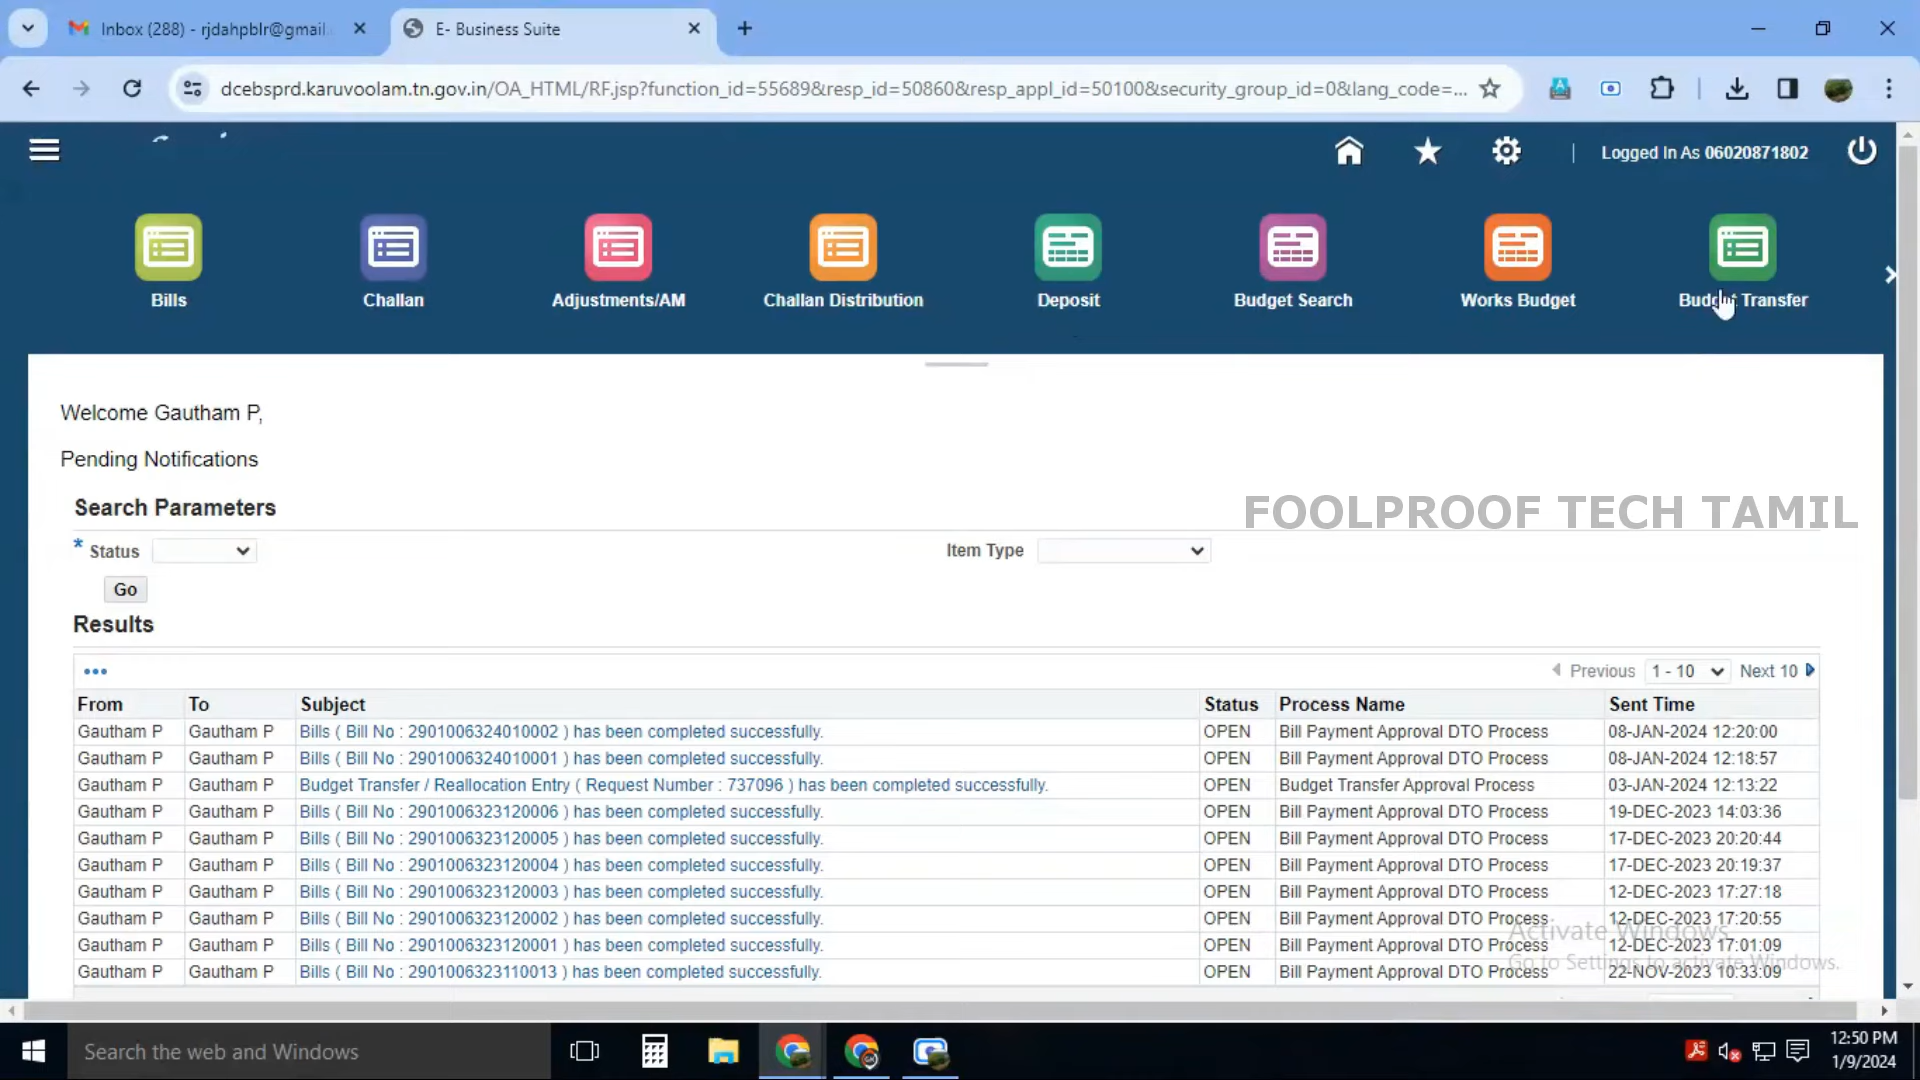 Inbox (288) - rjdahpblr@gmail.
E- Business Suite
dcebsprd.karuvoolam.tn.gov.in/OA_HTML/RF.jsp?function_id=55689&resp_id=50860&resp_appl_id=50100&security_group_id=0&lang_code=...
Logged In As 06020871802
Bills Challan Adjustments/AM Challan Distribution Deposit Budget Search Works Budget Budget Transfer
Welcome Gautham P,
Pending Notifications
Search Parameters
FOOLPROOF TECH TAMIL
* Status Item Type
Go
Results
Previous 1 - 10 Next 10
From To Subject Status Process Name Sent Time
Gautham P Gautham P Bills ( Bill No : 2901006324010002 ) has been completed successfully. OPEN Bill Payment Approval DTO Process 08-JAN-2024 12:20:00
Gautham P Gautham P Bills ( Bill No : 2901006324010001 ) has been completed successfully. OPEN Bill Payment Approval DTO Process 08-JAN-2024 12:18:57
Gautham P Gautham P Budget Transfer / Reallocation Entry ( Request Number : 737096 ) has been completed successfully. OPEN Budget Transfer Approval Process 03-JAN-2024 12:13:22
Gautham P Gautham P Bills ( Bill No : 2901006323120006 ) has been completed successfully. OPEN Bill Payment Approval DTO Process 19-DEC-2023 14:03:36
Gautham P Gautham P Bills ( Bill No : 2901006323120005 ) has been completed successfully. OPEN Bill Payment Approval DTO Process 17-DEC-2023 20:20:44
Gautham P Gautham P Bills ( Bill No : 2901006323120004 ) has been completed successfully. OPEN Bill Payment Approval DTO Process 17-DEC-2023 20:19:37
Gautham P Gautham P Bills ( Bill No : 2901006323120003 ) has been completed successfully. OPEN Bill Payment Approval DTO Process 12-DEC-2023 17:27:18
Gautham P Gautham P Bills ( Bill No : 2901006323120002 ) has been completed successfully. OPEN Bill Payment Approval DTO Process 12-DEC-2023 17:20:55
Gautham P Gautham P Bills ( Bill No : 2901006323120001 ) has been completed successfully. OPEN Bill Payment Approval DTO Process 12-DEC-2023 17:01:09
Gautham P Gautham P Bills ( Bill No : 2901006323110013 ) has been completed successfully. OPEN Bill Payment Approval DTO Process 22-NOV-2023 10:33:09
Activate Windows
Go to Settings to activate Windows.
Search the web and Windows
12:50 PM
1/9/2024